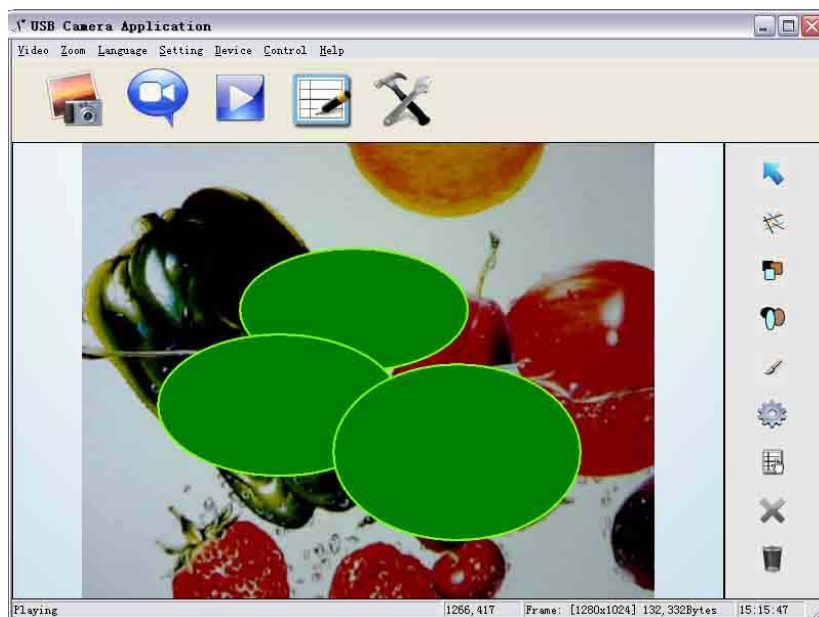 USB Camera Application
Video Zoom Language Setting Device Control Help
Playing 1266,417 Frame: [1280x1024] 132,332Bytes 15:15:47